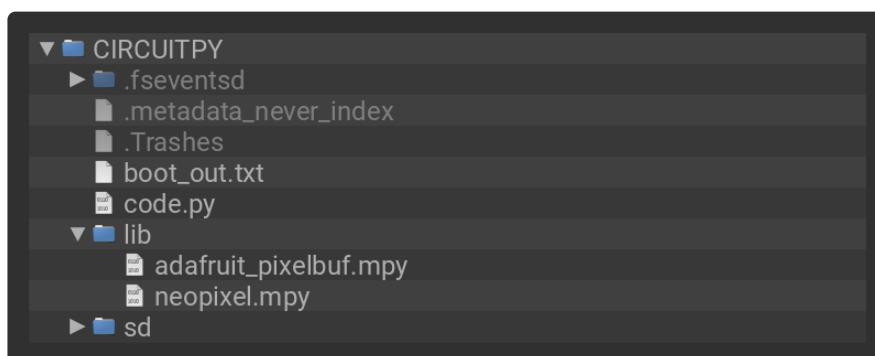 CIRCUITPY
.fseventsd
.metadata_never_index
.Trashes
boot_out.txt
code.py
lib
adafruit_pixelbuf.mpy
neopixel.mpy
sd